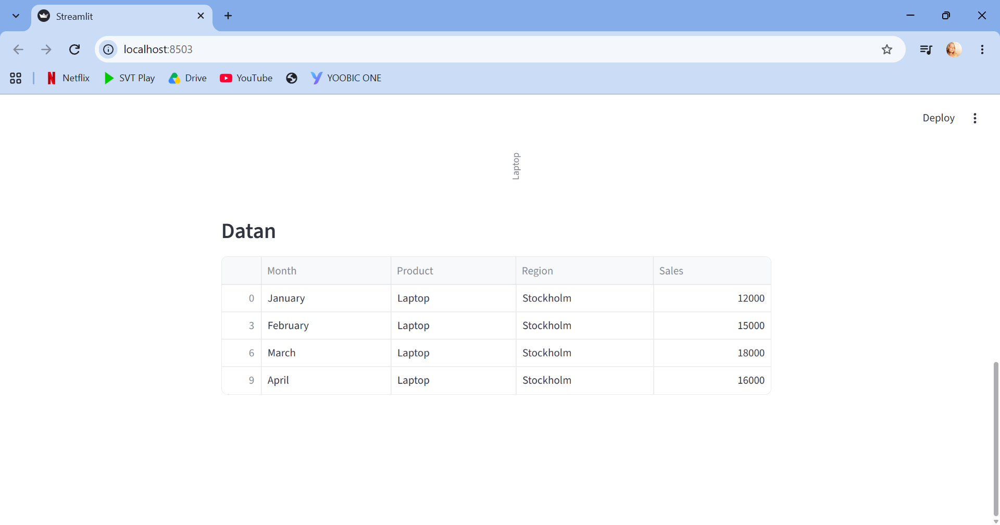 Streamlit
localhost:8503
Netflix SVT Play Drive YouTube YOOBIC ONE
Deploy
Laptop
Datan
Month Product Region Sales
0 January Laptop Stockholm 12000
3 February Laptop Stockholm 15000
6 March Laptop Stockholm 18000
9 April Laptop Stockholm 16000